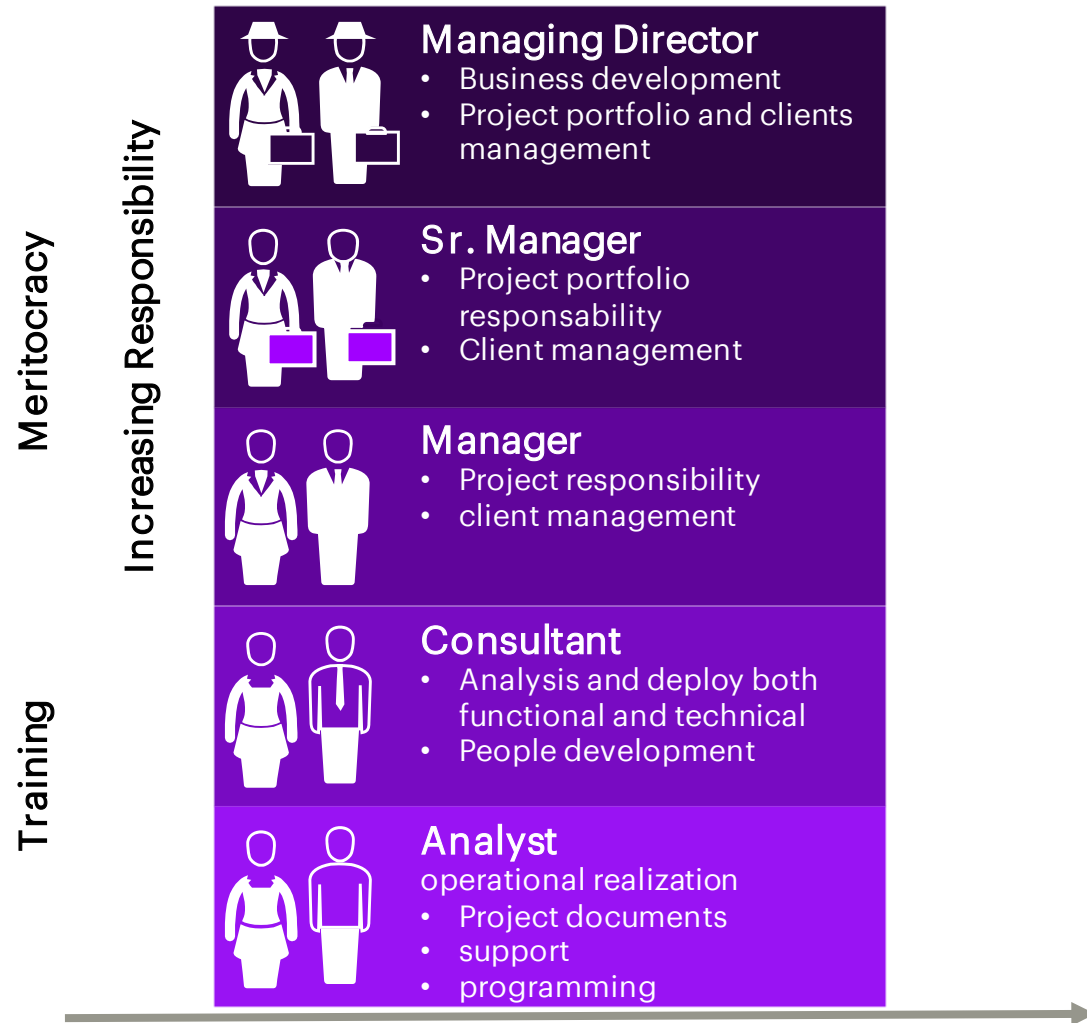 Meritocracy
Training
Increasing Responsibility
Managing Director
• Business development
• Project portfolio and clients
management
Sr. Manager
• Project portfolio
responsability
• Client management
Manager
• Project responsibility
• client management
Consultant
• Analysis and deploy both
functional and technical
• People development
Analyst
operational realization
• Project documents
• support
• programming